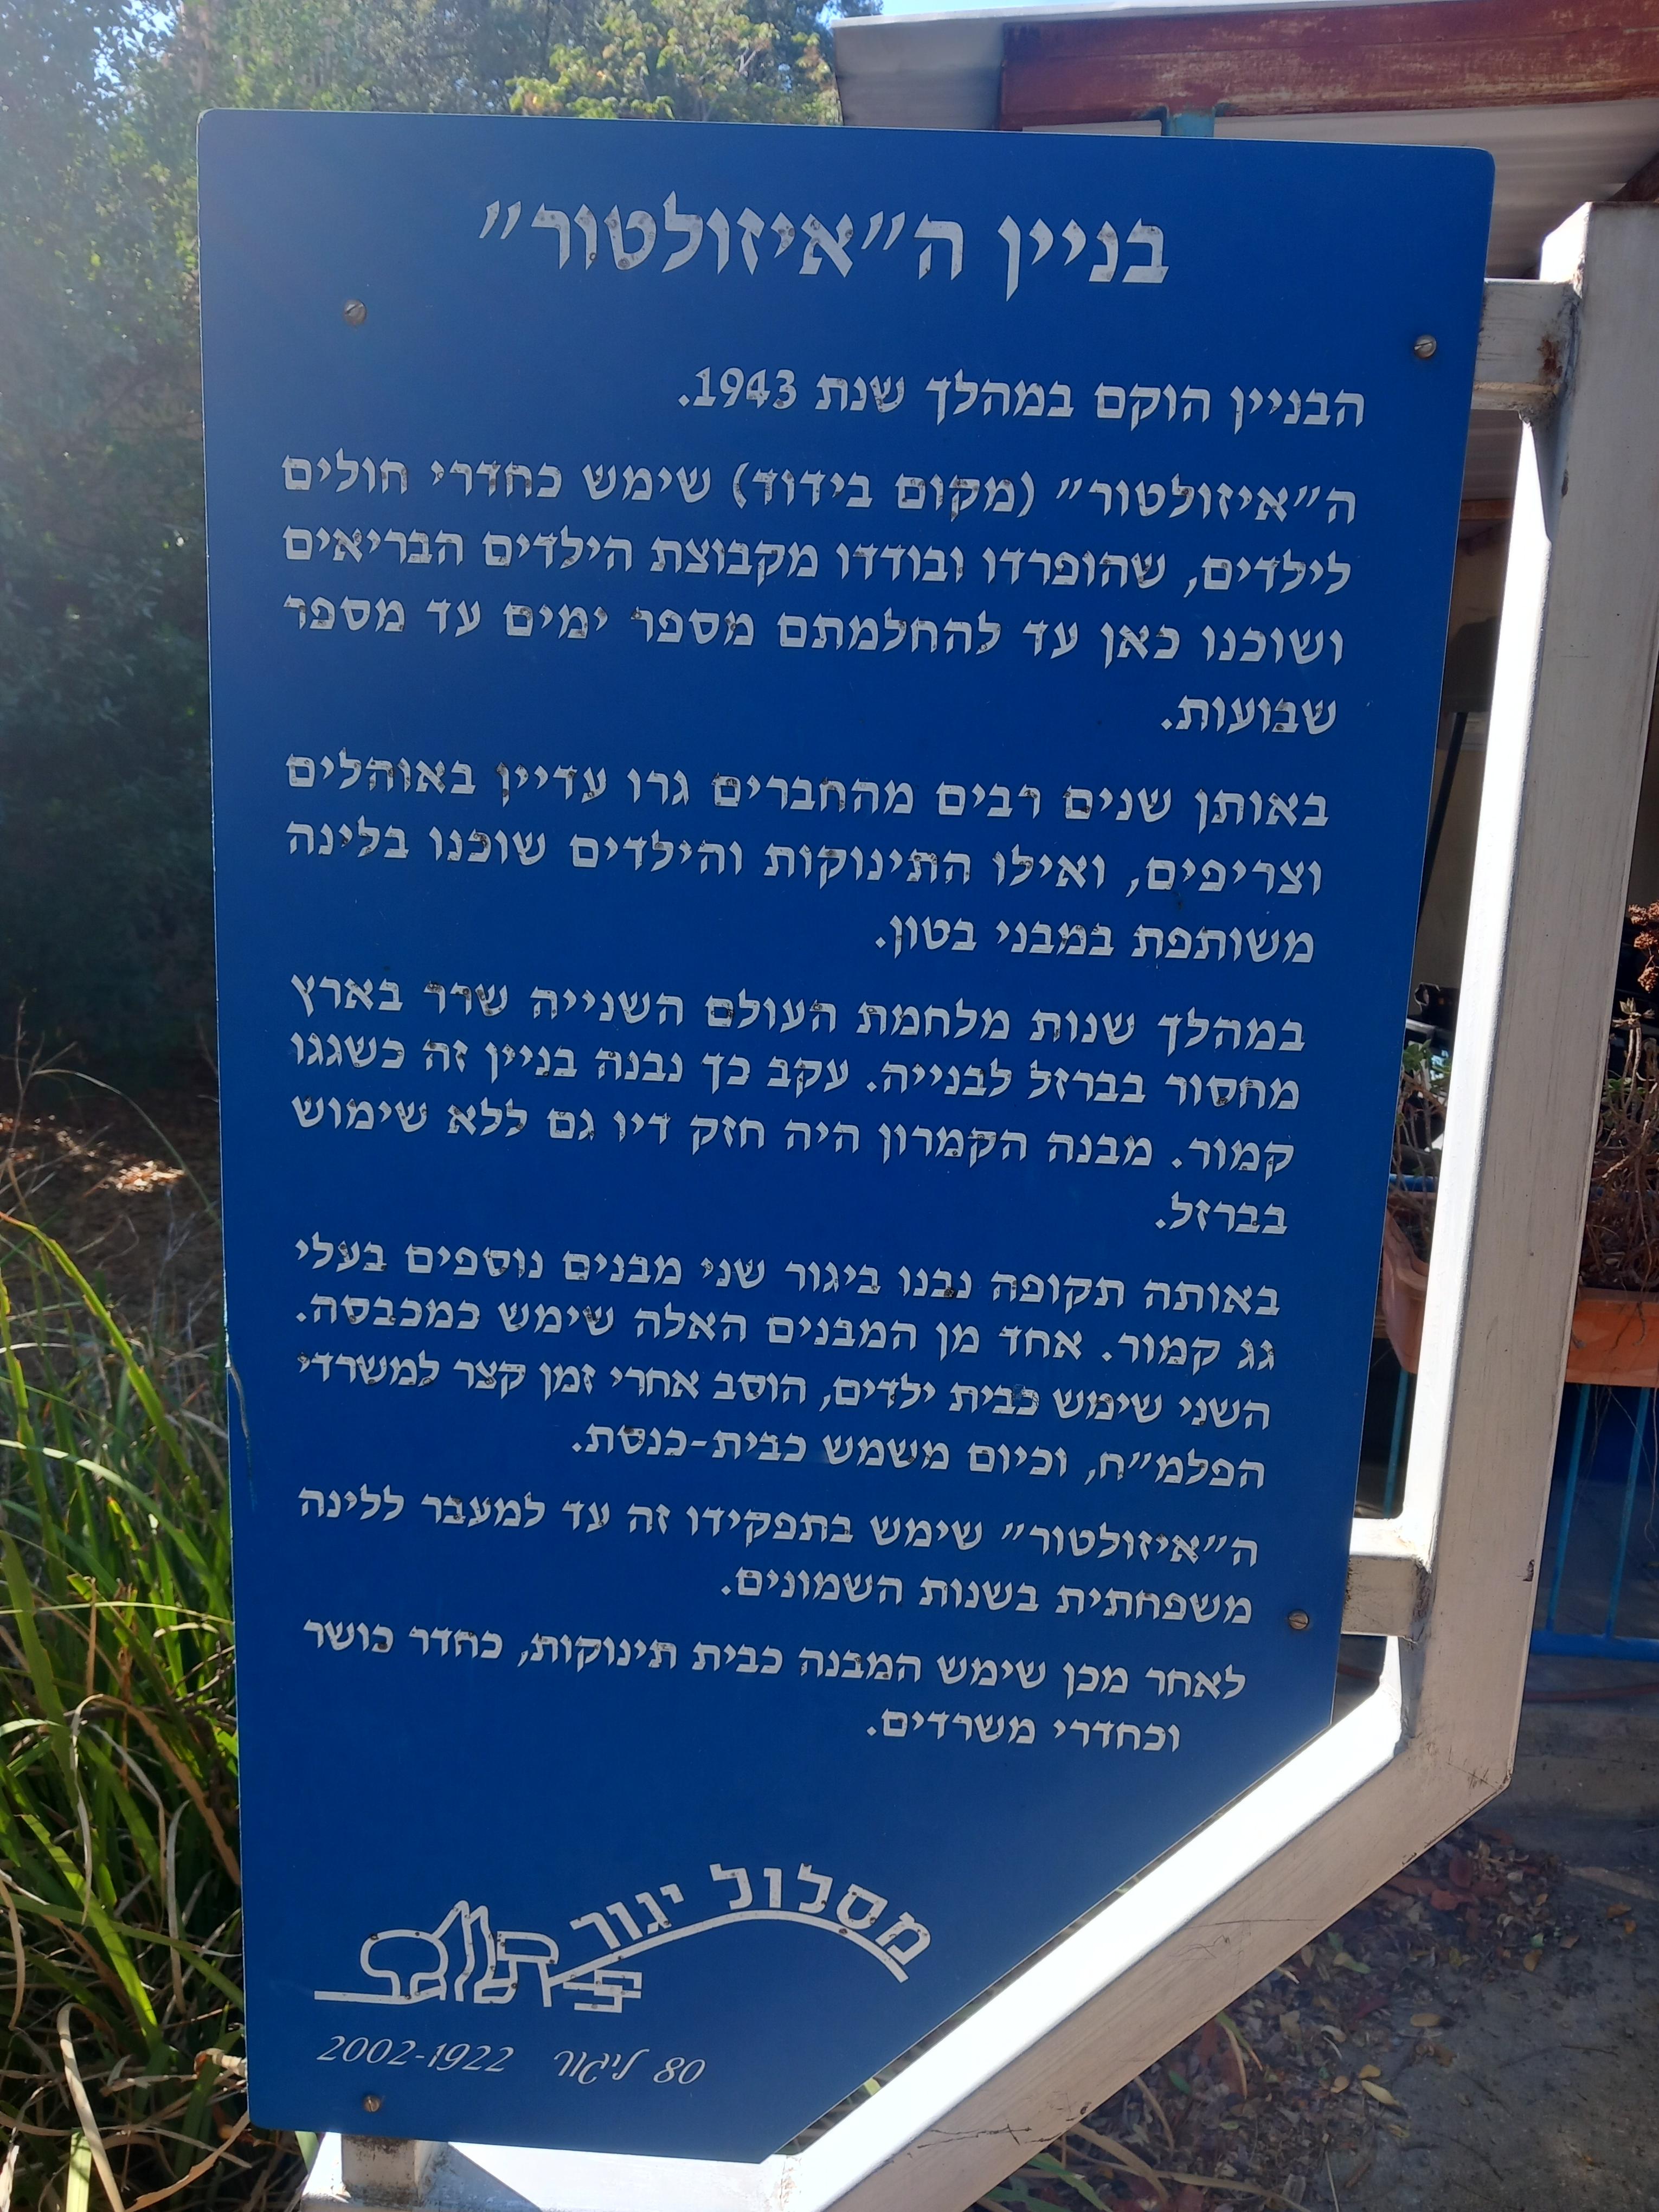 בניין ה״איזולטור״
הבניין הוקם במהלך שנת 1943.
ה״איזולטור״ (מקום בידוד) שימש כחדרי חולים
לילדים, שהופרדו ובודדו מקבוצת הילדים הבריאים
ושוכנו כאן עד להחלמתם מספר ימים עד מספר
שבועות.
באותן שנים רבים מהחברים גרו עדיין באוהלים
וצריפים, ואילו התינוקות והילדים שוכנו בלינה
משותפת במבני בטון.
במהלך שנות מלחמת העולם השנייה שרר בארץ
מחסור בברזל לבנייה. עקב כך נבנה בניין זה כשגגו
קמור. מבנה הקמרון היה חזק דיו גם ללא שימוש
בברזל.
באותה תקופה נבנו ביגור שני מבנים נוספים בעלי
גג קמור. אחד מן המבנים האלה שימש כמכבסה.
השני שימש כבית ילדים, הוסב אחרי זמן קצר למשרדי
הפלמ״ח, וכיום משמש כבית-כנסת.
ה״איזולטור״ שימש בתפקידו זה עד למעבר ללינה
משפחתית בשנות השמונים.
לאחר מכן שימש המבנה כבית תינוקות, כחדר כושר
וכחדרי משרדים.
מסלול יגור
80 ליגור 2002-1922